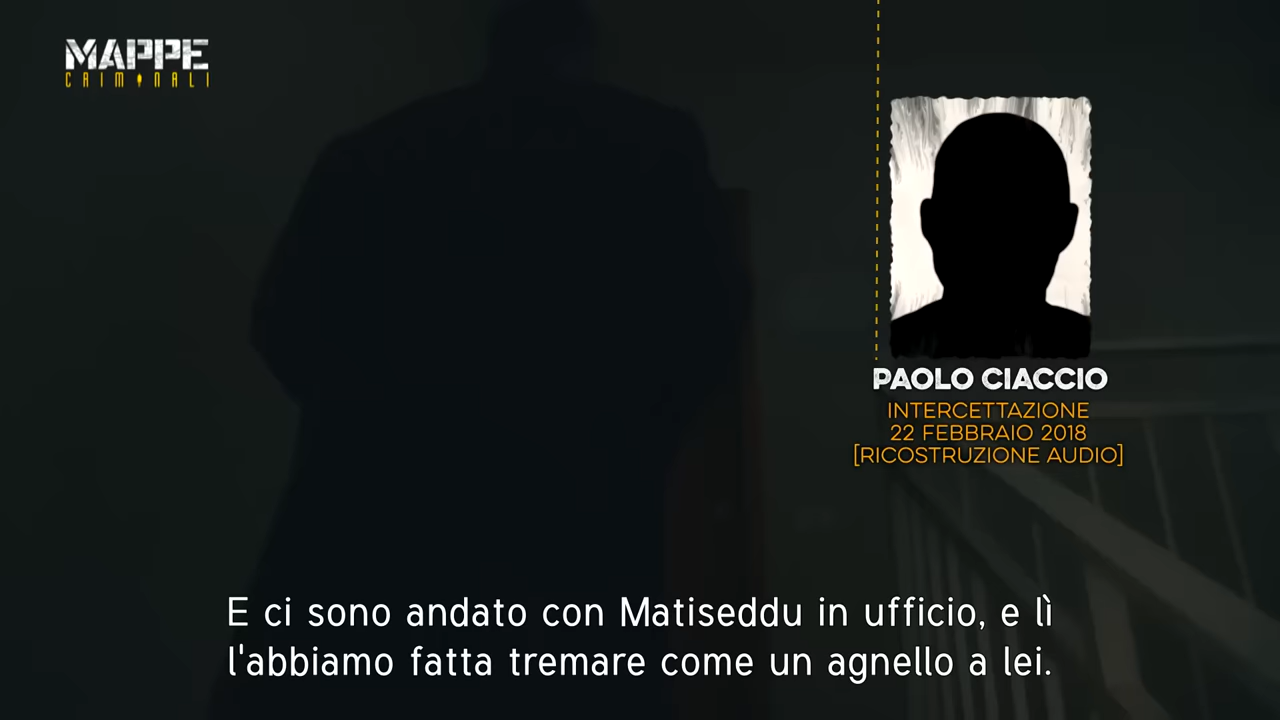 MAPPE
CRIMINALI
PAOLO CIACCIO
INTERCETTAZIONE
22 FEBBRAIO 2018
[RICOSTRUZIONE AUDIO]
E ci sono andato con Matiseddu in ufficio, e lì
l'abbiamo fatta tremare come un agnello a lei.